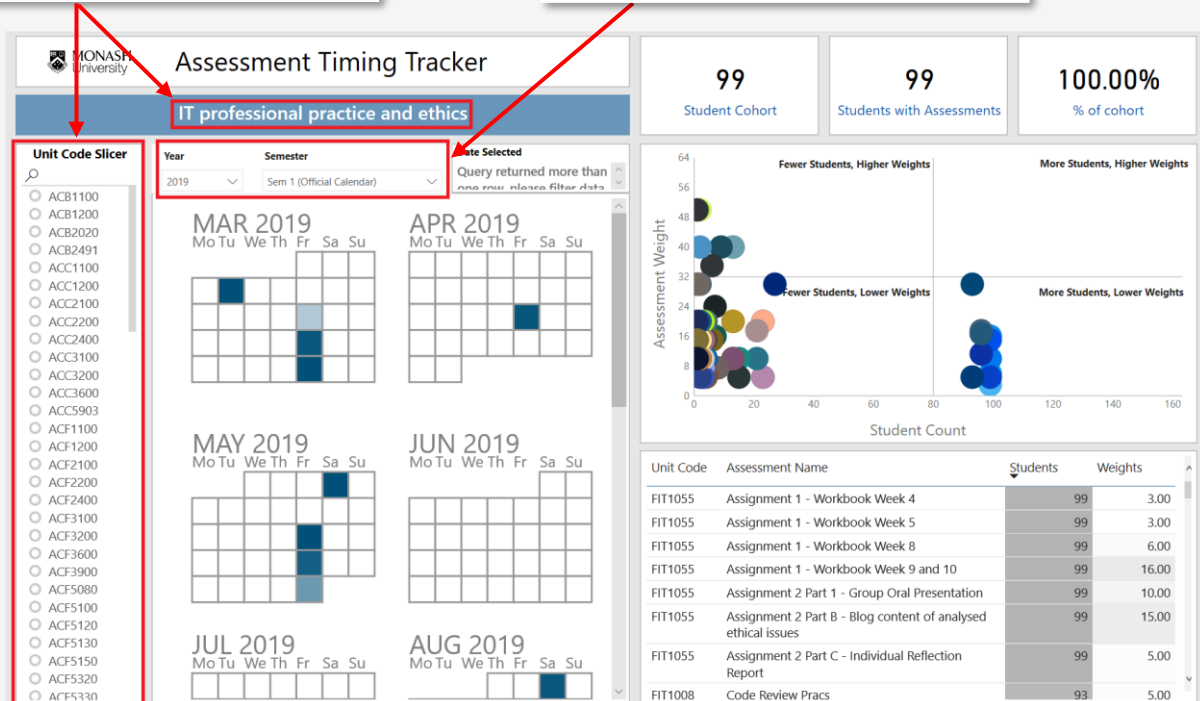 MONASH
University
Assessment Timing Tracker
IT professional practice and ethics
99
Student Cohort
99
Students with Assessments
100.00%
% of cohort
Unit Code Slicer
ACB1100
ACB1200
ACB2020
ACB2491
ACC1100
ACC1200
ACC2100
ACC2200
ACC2400
ACC3100
ACC3200
ACC3600
ACC5903
ACF1100
ACF1200
ACF2100
ACF2200
ACF2400
ACF3100
ACF3200
ACF3600
ACF3900
ACF5080
ACF5100
ACF5120
ACF5130
ACF5150
ACF5320
ACF5330
Year
2019
Semester
Sem 1 (Official Calendar)
Selected
Query returned more than
one row, please filter data
MAR 2019
Mo Tu We Th Fr Sa Su
APR 2019
Mo Tu We Th Fr Sa Su
MAY 2019
Mo Tu We Th Fr Sa Su
JUN 2019
Mo Tu We Th Fr Sa Su
JUL 2019
Mo Tu We Th Fr Sa Su
AUG 2019
Mo Tu We Th Fr Sa Su
Fewer Students, Higher Weights
More Students, Higher Weights
Fewer Students, Lower Weights
More Students, Lower Weights
Assessment Weight
64
56
48
40
32
24
16
8
0
0 20 40 60 80 100 120 140 160
Student Count
Unit Code Assessment Name Students Weights
FIT1055 Assignment 1 - Workbook Week 4 99 3.00
FIT1055 Assignment 1 - Workbook Week 5 99 3.00
FIT1055 Assignment 1 - Workbook Week 8 99 6.00
FIT1055 Assignment 1 - Workbook Week 9 and 10 99 16.00
FIT1055 Assignment 2 Part 1 - Group Oral Presentation 99 10.00
FIT1055 Assignment 2 Part B - Blog content of analysed 99 15.00
ethical issues
FIT1055 Assignment 2 Part C - Individual Reflection 99 5.00
Report
FIT1008 Code Review Pracs 93 5.00